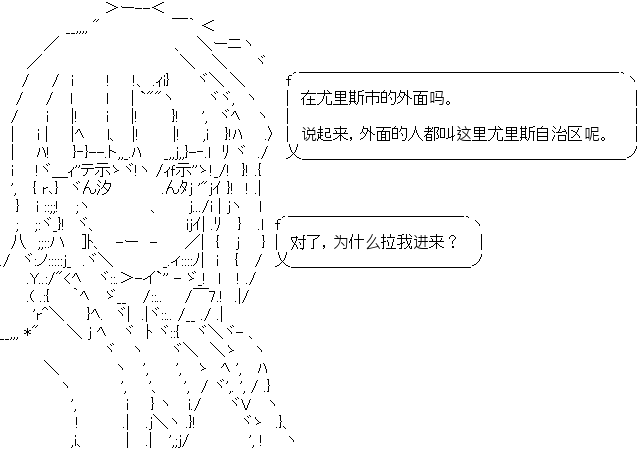 在尤里斯市的外面吗。
说起来，外面的人都叫这里尤里斯自治区呢。
对了，为什么拉我进来？